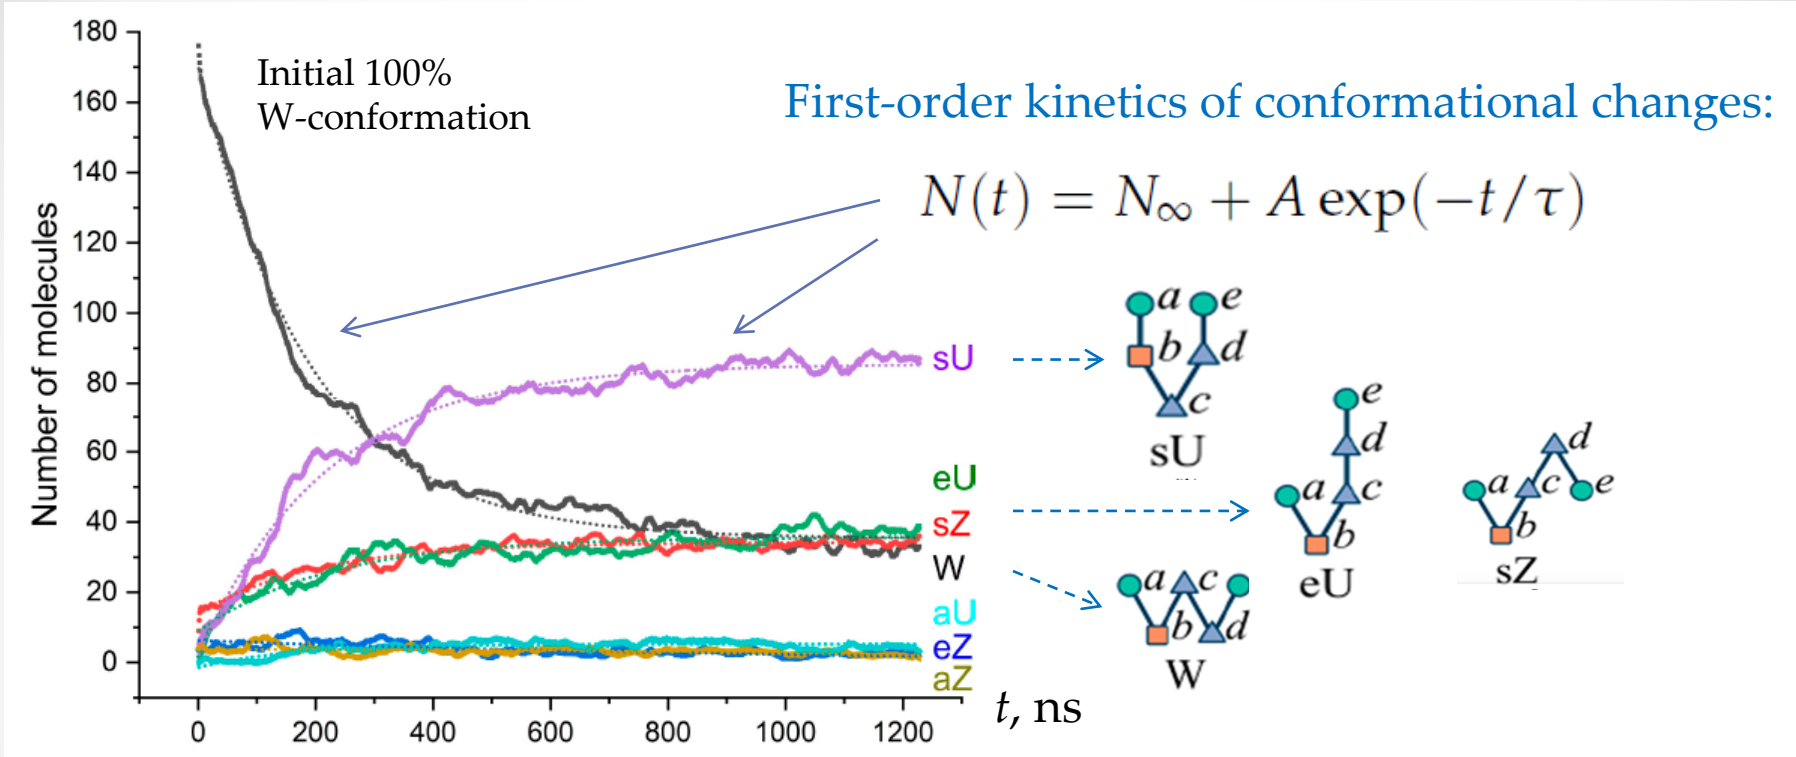 Initial 100%
W-conformation
First-order kinetics of conformational changes:
N(t) = N∞ + A exp(−t/τ)
Number of molecules
180
160
140
120
100
80
60
40
20
0
0 200 400 600 800 1000 1200
t, ns
sU
eU
sZ
W
aU
eZ
aZ
a e
b d
c
sU
e
d
a c
b
eU
d
a c e
b
sZ
a c
b d
W